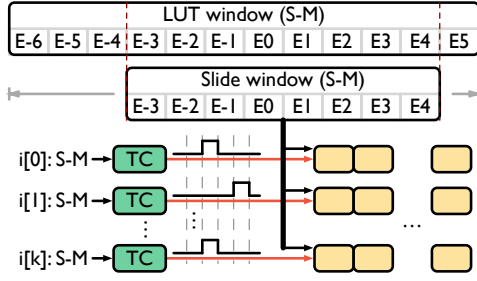 LUT window (S-M)
E-6 E-5 E-4 E-3 E-2 E-1 E0 E1 E2 E3 E4 E5
Slide window (S-M)
E-3 E-2 E-1 E0 E1 E2 E3 E4
i[0]: S-M TC
i[1]: S-M TC
⋮ ⋮ ...
i[k]: S-M TC